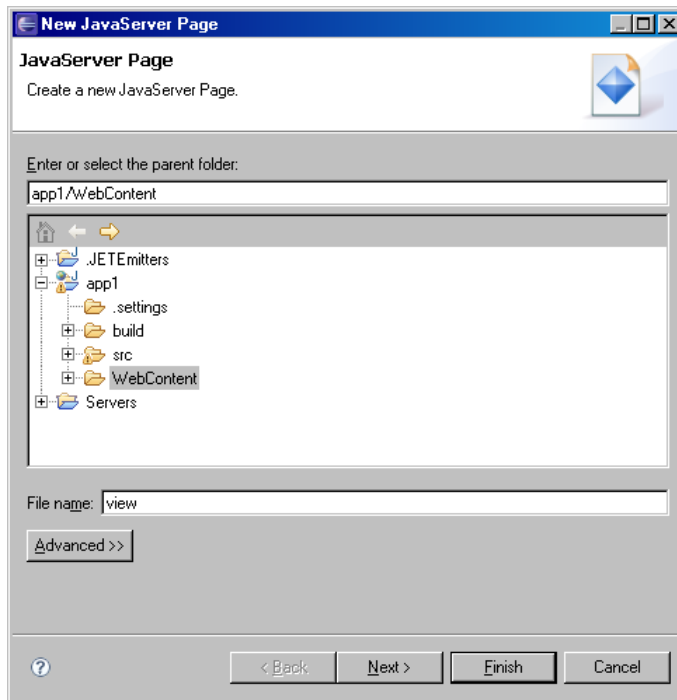 New JavaServer Page
JavaServer Page
Create a new JavaServer Page.
Enter or select the parent folder:
app1/WebContent
.JETEmitters
app1
.settings
build
src
WebContent
Servers
File name: view
Advanced >>
< Back Next > Finish Cancel